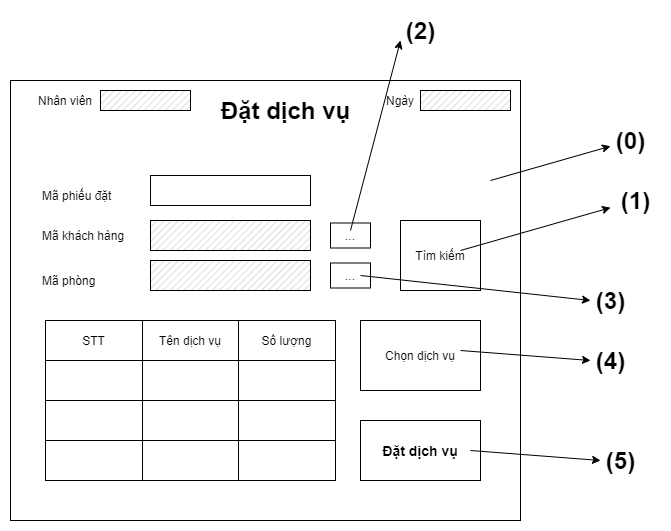 (2)
Nhân viên
Đặt dịch vụ
Ngày
(0)
Mã phiếu đặt
(1)
Mã khách hàng
...
Tìm kiếm
Mã phòng
...
(3)
STT
Tên dịch vụ
Số lượng
Chọn dịch vụ
(4)
Đặt dịch vụ
(5)